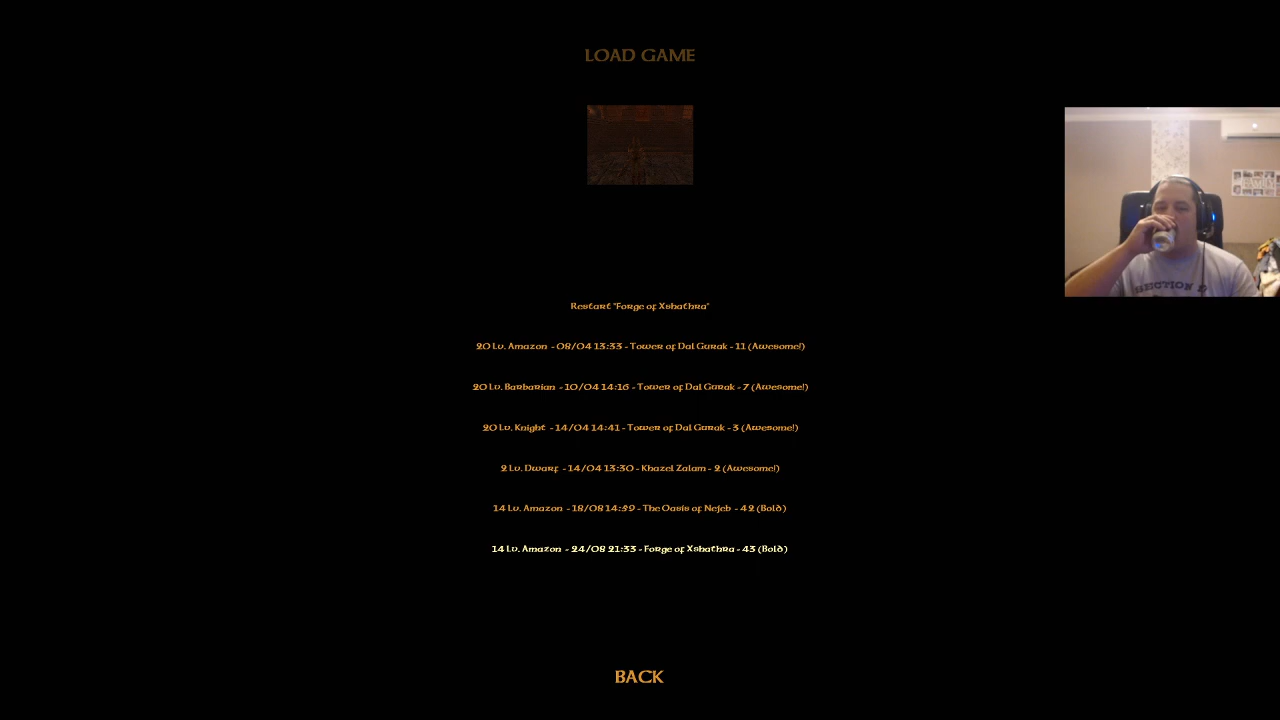 LOAD GAME
Restart "Forge of Xshathra"
20 Lv. Amazon - 08/04 13:33 - Tower of Dal Gurak - 11 (Awesome!)
20 Lv. Barbarian - 10/04 14:16 - Tower of Dal Gurak - 7 (Awesome!)
20 Lv. Knight - 14/04 14:41 - Tower of Dal Gurak - 3 (Awesome!)
2 Lv. Dwarf - 14/04 13:30 - Khazel Zalam - 2 (Awesome!)
14 Lv. Amazon - 18/08 14:59 - The Oasis of Nejeb - 42 (Bold)
14 Lv. Amazon - 24/08 21:33 - Forge of Xshathra - 43 (Bold)
BACK
SECTION